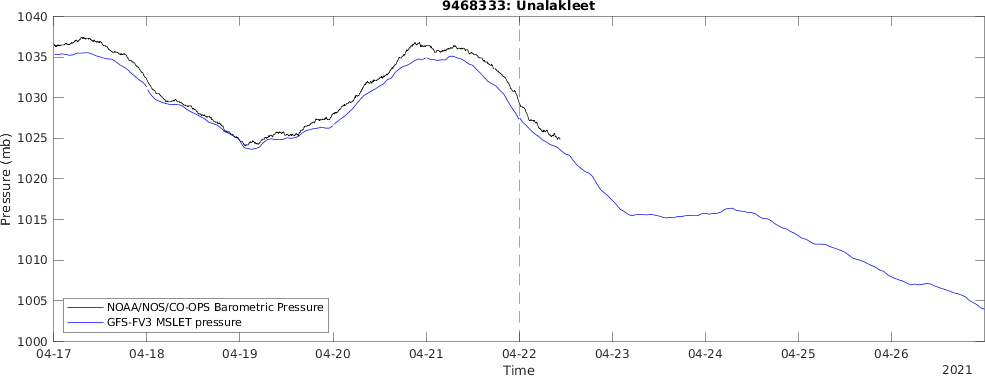 9468333: Unalakleet
1040
1035
1030
1025
1020
1015
1010
1005
1000
Pressure (mb)
NOAA/NOS/CO-OPS Barometric Pressure
GFS-FV3 MSLET pressure
04-17 04-18 04-19 04-20 04-21 04-22 04-23 04-24 04-25 04-26
Time
2021